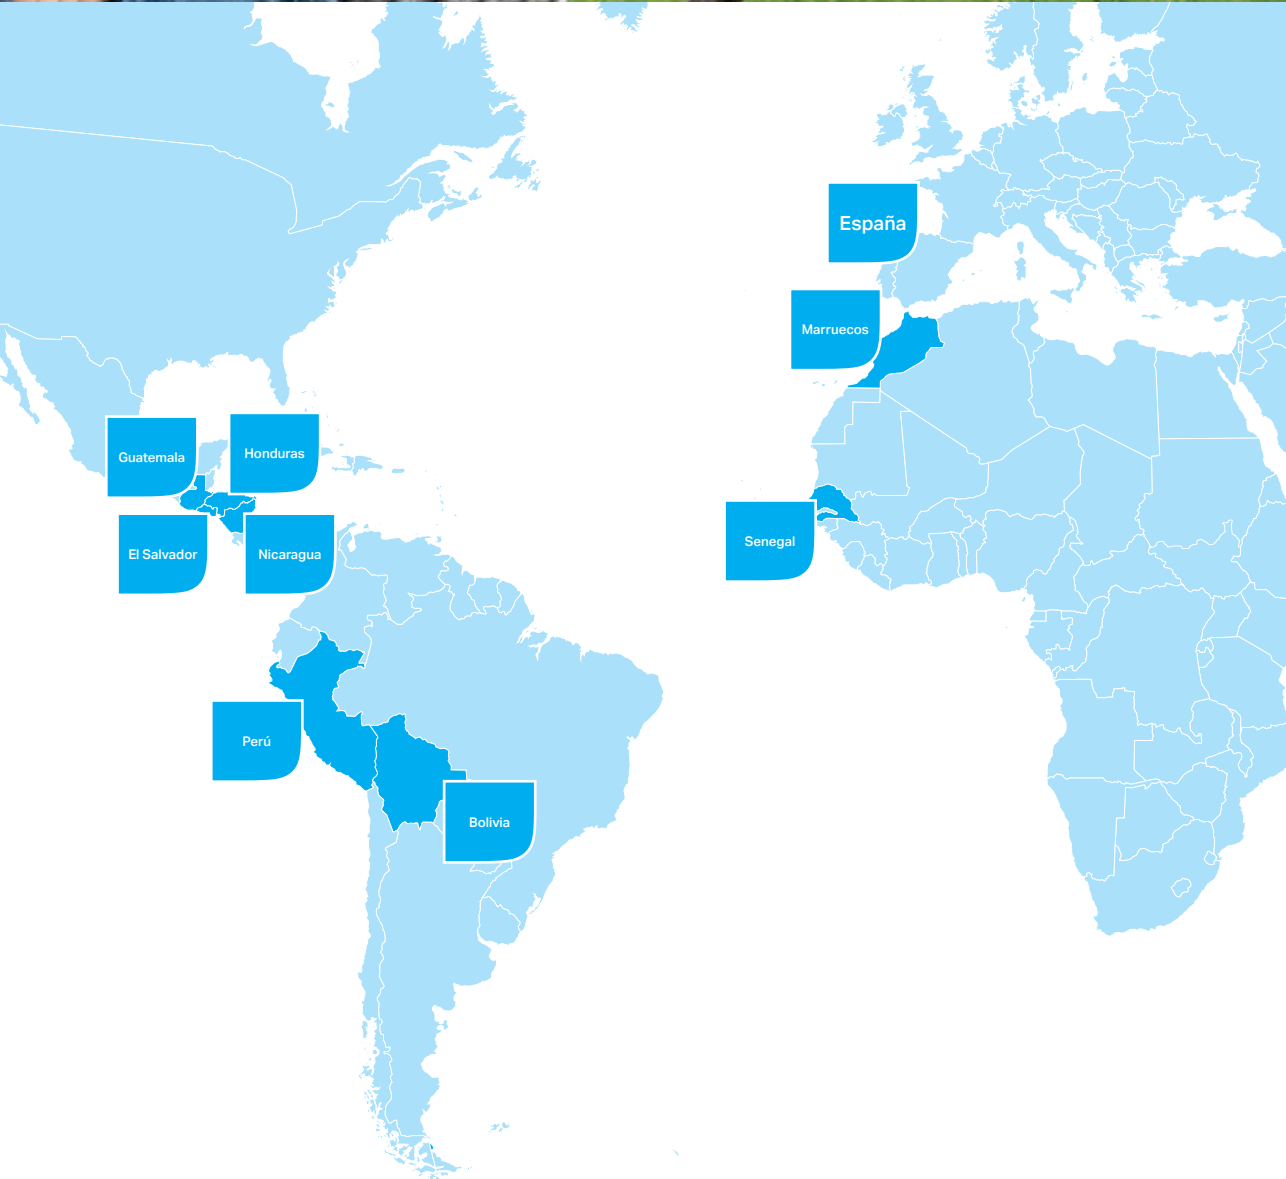 España
Marruecos
Guatemala
Honduras
El Salvador
Nicaragua
Senegal
Perú
Bolivia